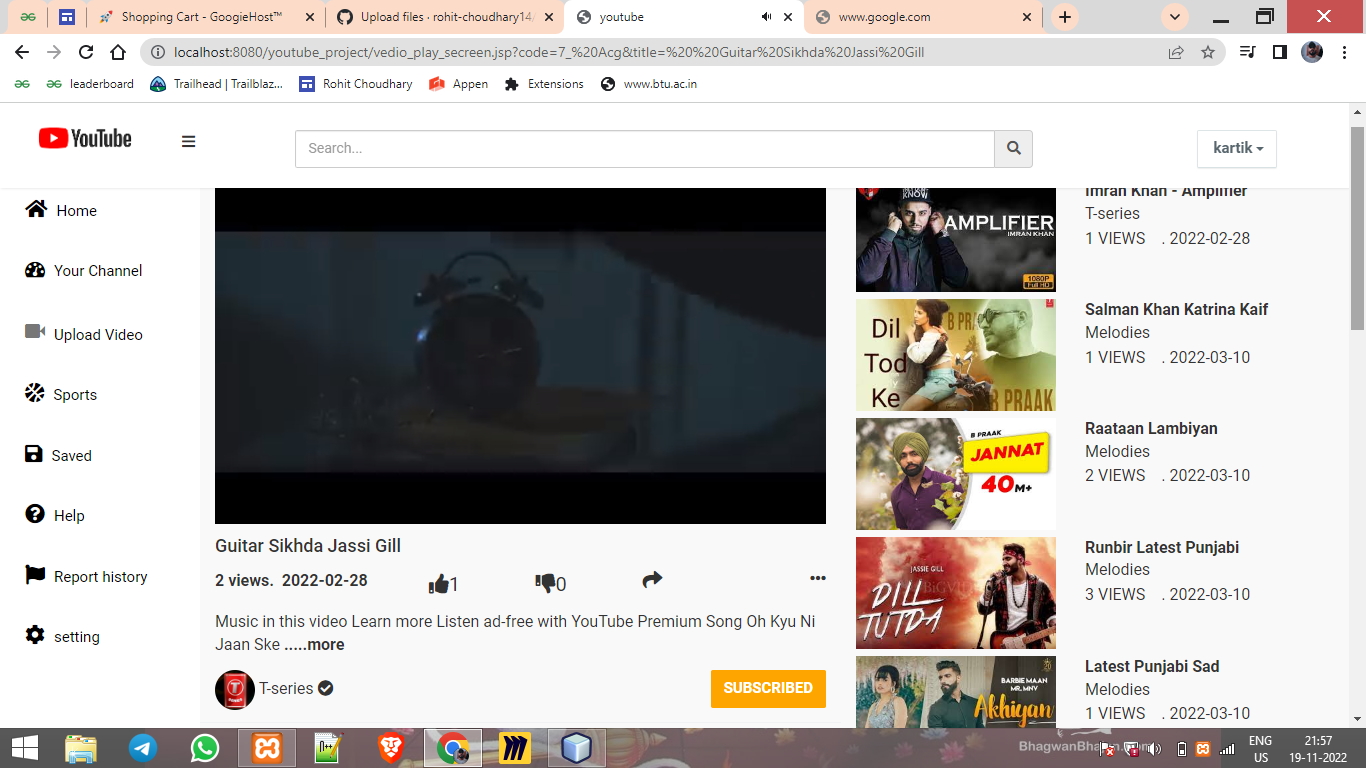 Shopping Cart - GoogieHost™
Upload files · rohit-choudhary14/
youtube
www.google.com
localhost:8080/youtube_project/vedio_play_secreen.jsp?code=7_%20Acg&title=%20%20Guitar%20Sikhda%20Jassi%20Gill
leaderboard
Trailhead | Trailblaz...
Rohit Choudhary
Appen
Extensions
www.btu.ac.in
YouTube
Search...
kartik
Home
Your Channel
Upload Video
Sports
Saved
Help
Report history
setting
Guitar Sikhda Jassi Gill
2 views. 2022-02-28
1
0
Music in this video Learn more Listen ad-free with YouTube Premium Song Oh Kyu Ni
Jaan Ske .....more
T-series
SUBSCRIBED
KNOW
AMPLIFIER
IMRAN KHAN
1080P
Full HD
Imran Khan - Amplifier
T-series
1 VIEWS . 2022-02-28
Dil
Tod
Ke
B PRAAK
Salman Khan Katrina Kaif
Melodies
1 VIEWS . 2022-03-10
B PRAAK
JANNAT
40M+
Raataan Lambiyan
Melodies
2 VIEWS . 2022-03-10
JASSIE GILL
DILL
TUTDA
Runbir Latest Punjabi
Melodies
3 VIEWS . 2022-03-10
BARBIE MAAN
MR. MNV
Akhiyan
Latest Punjabi Sad
Melodies
1 VIEWS . 2022-03-10
ENG
US
21:57
19-11-2022